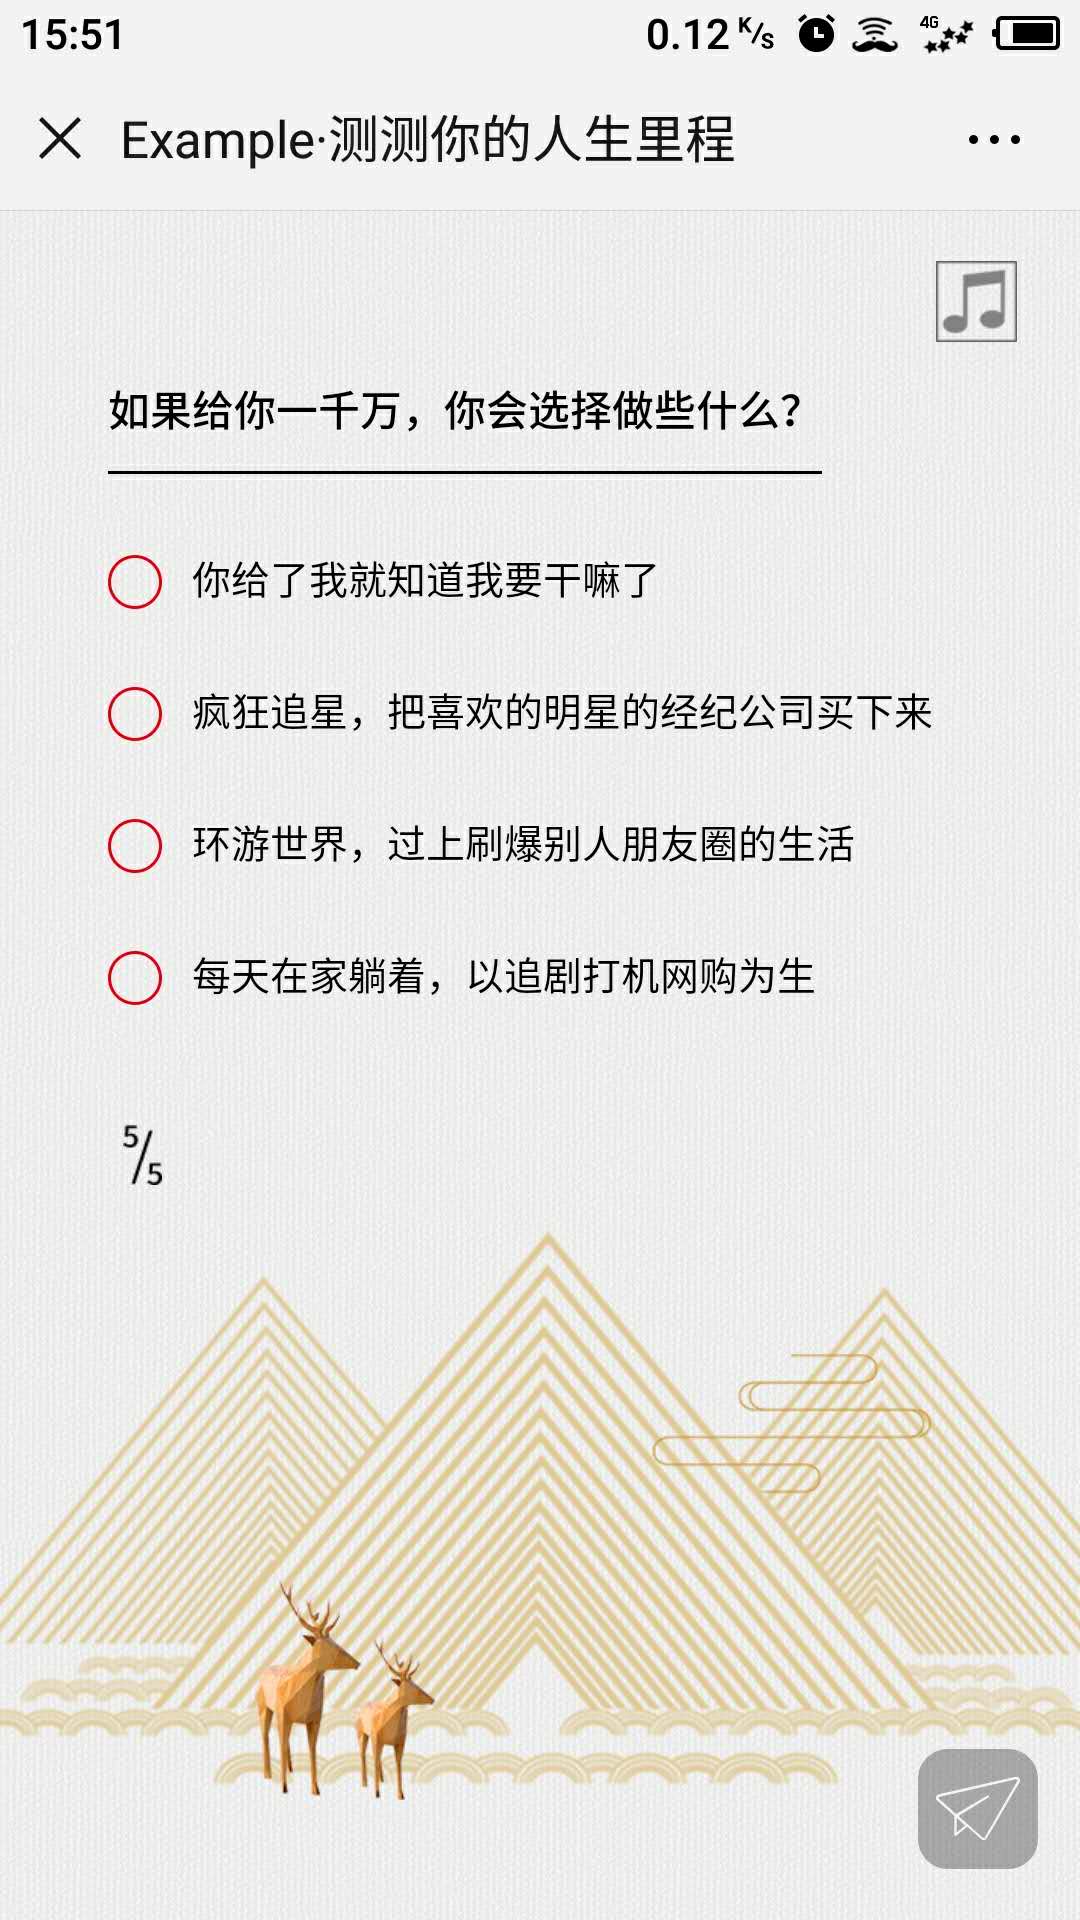 15:51
0.12 K/s
4G
Example·测测你的人生里程
如果给你一千万，你会选择做些什么？
你给了我就知道我要干嘛了
疯狂追星，把喜欢的明星的经纪公司买下来
环游世界，过上刷爆别人朋友圈的生活
每天在家躺着，以追剧打机网购为生
5/5